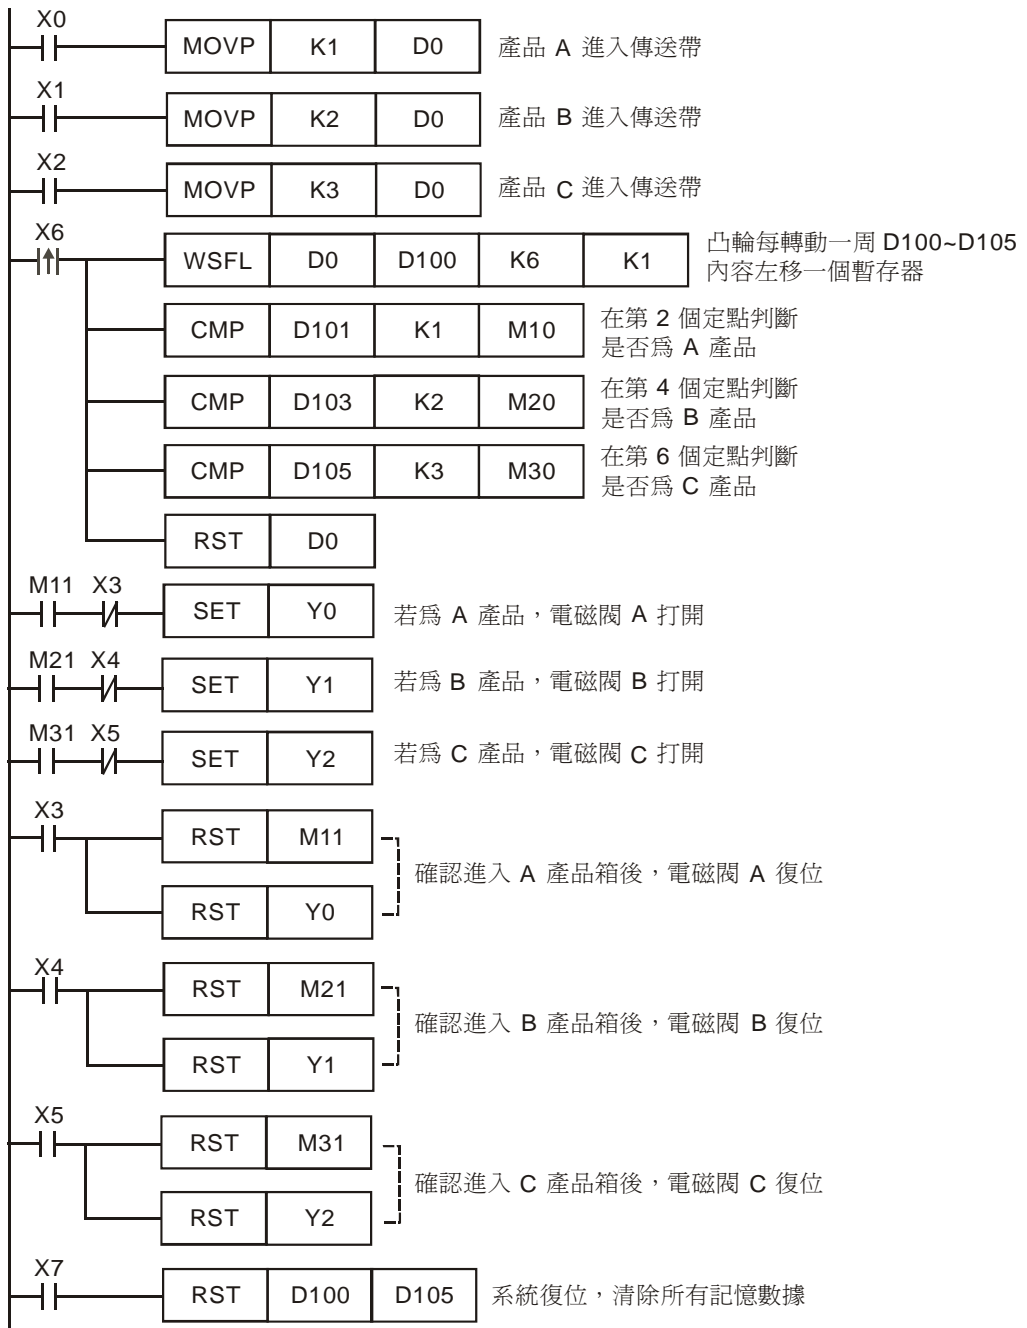 X0
MOVP K1 D0 產品 A 進入傳送帶
X1
MOVP K2 D0 產品 B 進入傳送帶
X2
MOVP K3 D0 產品 C 進入傳送帶
X6
WSFL D0 D100 K6 K1 凸輪每轉動一周 D100~D105
內容左移一個暫存器
CMP D101 K1 M10 在第 2 個定點判斷
是否爲 A 產品
CMP D103 K2 M20 在第 4 個定點判斷
是否爲 B 產品
CMP D105 K3 M30 在第 6 個定點判斷
是否爲 C 產品
RST D0
M11 X3
SET Y0 若爲 A 產品，電磁閥 A 打開
M21 X4
SET Y1 若爲 B 產品，電磁閥 B 打開
M31 X5
SET Y2 若爲 C 產品，電磁閥 C 打開
X3
RST M11
確認進入 A 產品箱後，電磁閥 A 復位
RST Y0
X4
RST M21
確認進入 B 產品箱後，電磁閥 B 復位
RST Y1
X5
RST M31
確認進入 C 產品箱後，電磁閥 C 復位
RST Y2
X7
RST D100 D105 系統復位，清除所有記憶數據